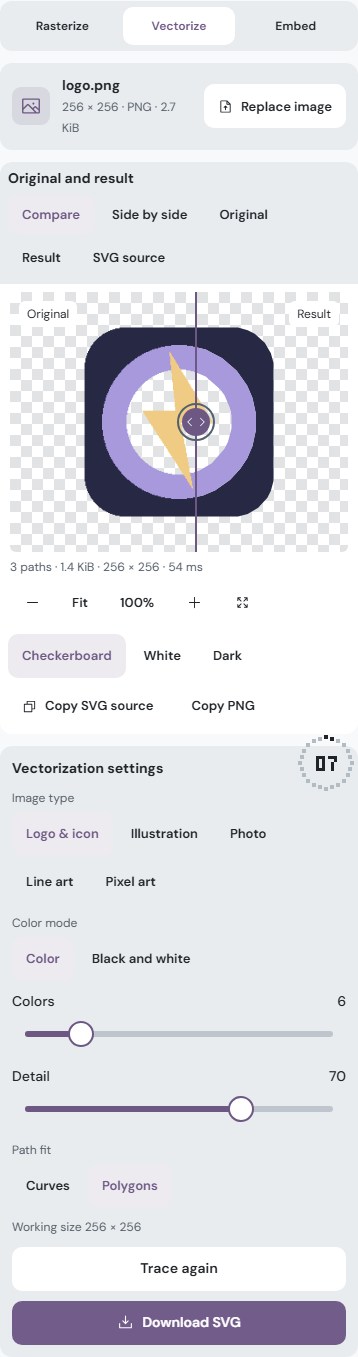 Rasterize
Vectorize
Embed
logo.png
256 × 256 · PNG · 2.7
KiB
Replace image
Original and result
Compare
Side by side
Original
Result
SVG source
Original
Result
3 paths · 1.4 KiB · 256 × 256 · 54 ms
Fit
100%
Checkerboard
White
Dark
Copy SVG source
Copy PNG
07
Vectorization settings
Image type
Logo & icon
Illustration
Photo
Line art
Pixel art
Color mode
Color
Black and white
Colors
6
Detail
70
Path fit
Curves
Polygons
Working size 256 × 256
Trace again
Download SVG